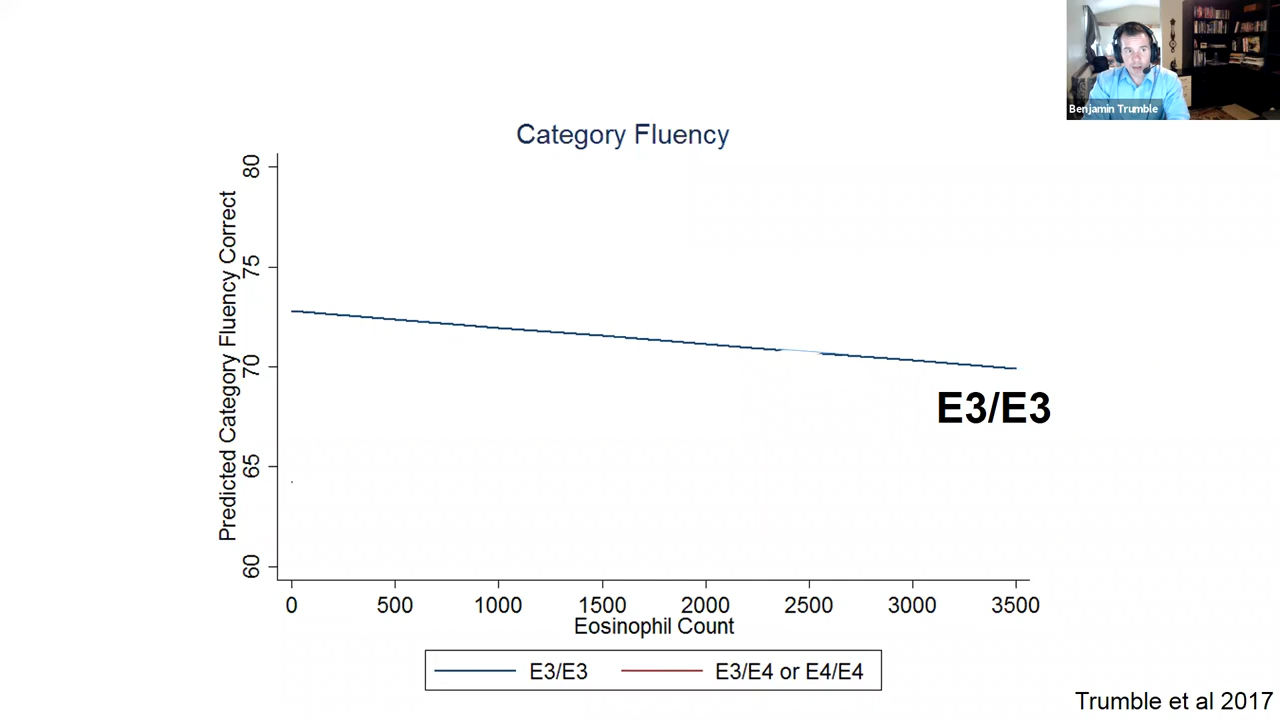 Benjamin Trumble
Category Fluency
Predicted Category Fluency Correct
80
75
70
65
60
E3/E3
0 500 1000 1500 2000 2500 3000 3500
Eosinophil Count
E3/E3 E3/E4 or E4/E4
Trumble et al 2017